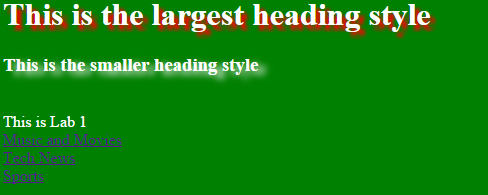 This is the largest heading style
This is the smaller heading style
This is Lab 1
Music and Movies
Tech News
Sports